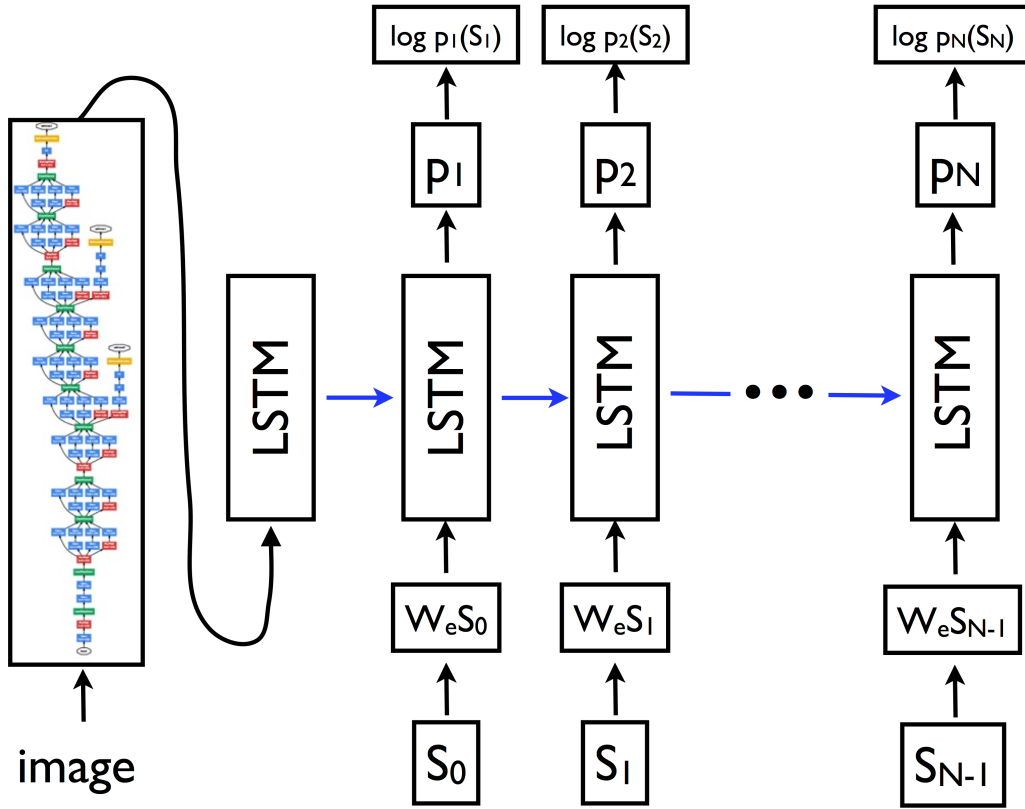 log p₁(S₁) log p₂(S₂) log pN(SN)
p₁ p₂ pN
LSTM LSTM LSTM ••• LSTM
WₑS₀ WₑS₁ WₑSN-1
image S₀ S₁ SN-1